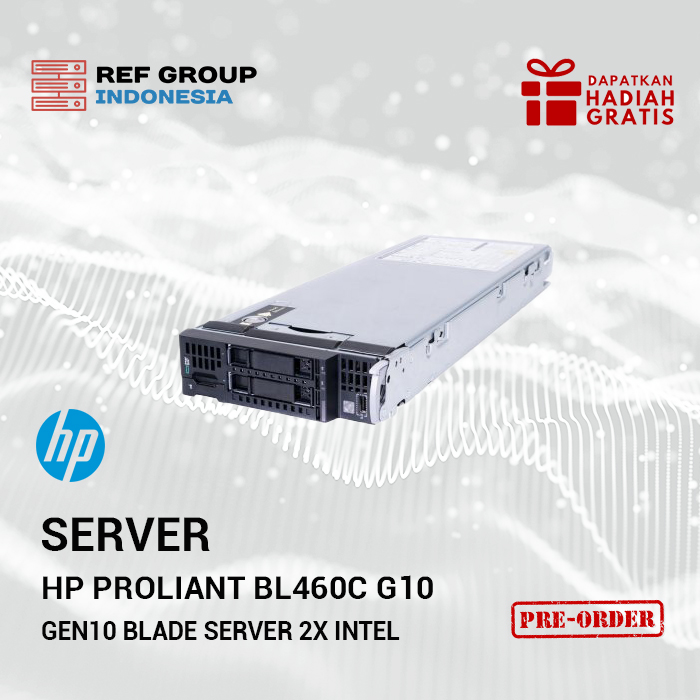 REF GROUP
INDONESIA
DAPATKAN
HADIAH
GRATIS
hp
SERVER
HP PROLIANT BL460C G10
GEN10 BLADE SERVER 2X INTEL
PRE-ORDER